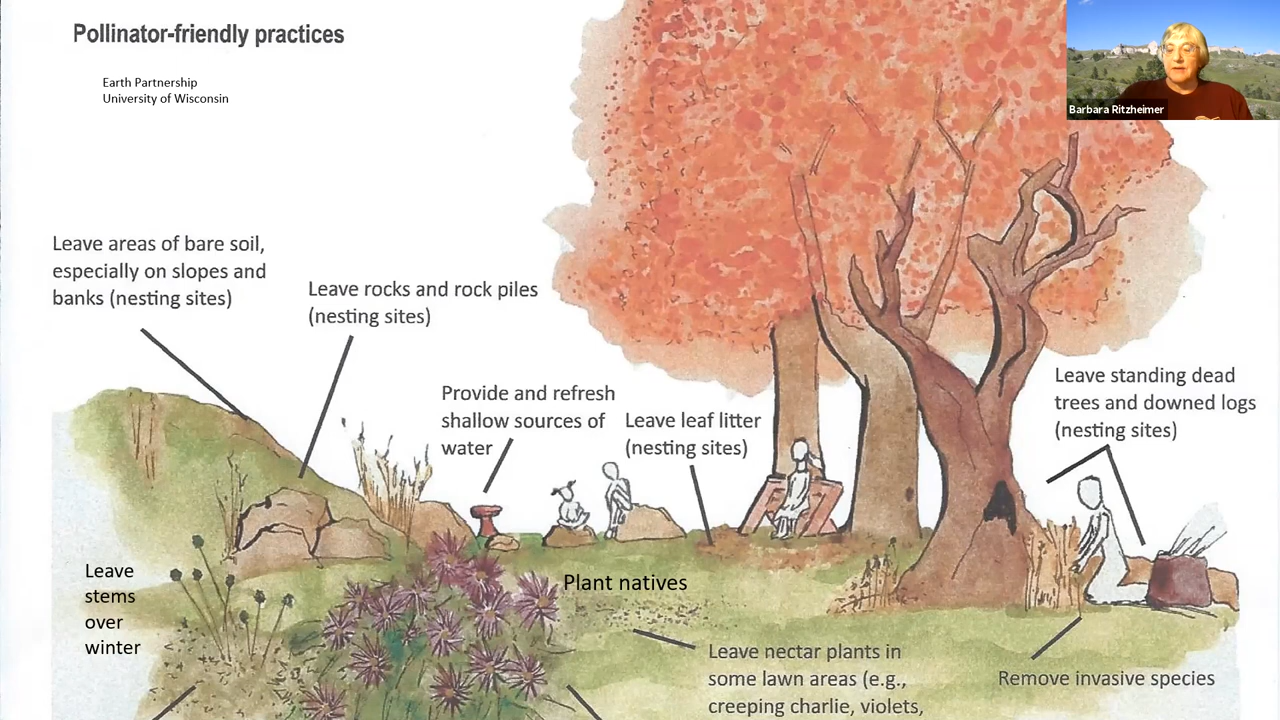 Pollinator-friendly practices
Earth Partnership
University of Wisconsin
Barbara Ritzheimer
Leave areas of bare soil,
especially on slopes and
banks (nesting sites)
Leave rocks and rock piles
(nesting sites)
Provide and refresh
shallow sources of
water
Leave leaf litter
(nesting sites)
Leave standing dead
trees and downed logs
(nesting sites)
Leave
stems
over
winter
Plant natives
Leave nectar plants in
some lawn areas (e.g.,
creeping charlie, violets,
Remove invasive species